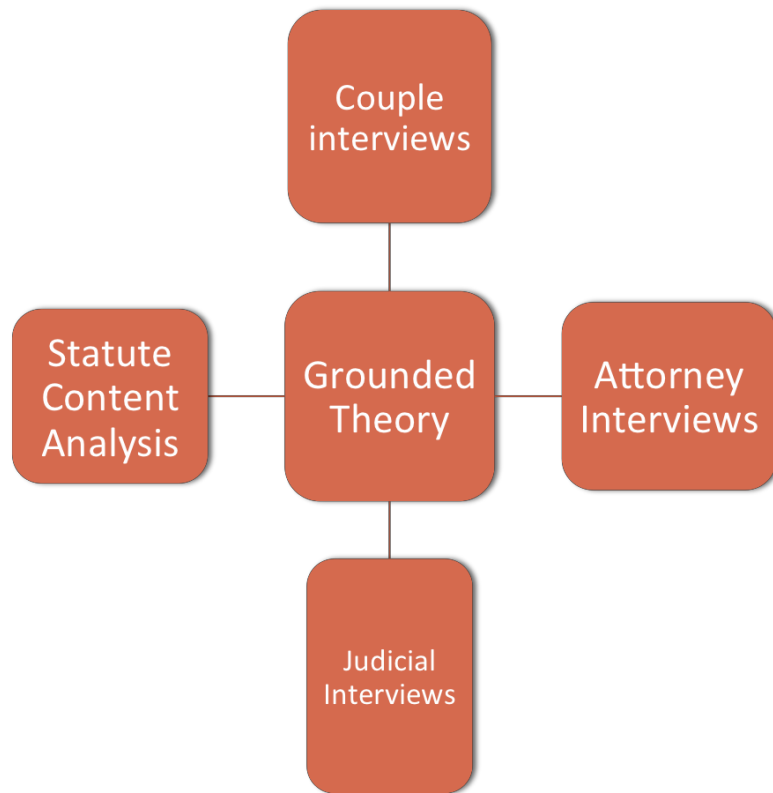 Couple
interviews
Statute
Content
Analysis
Grounded
Theory
Attorney
Interviews
Judicial
Interviews